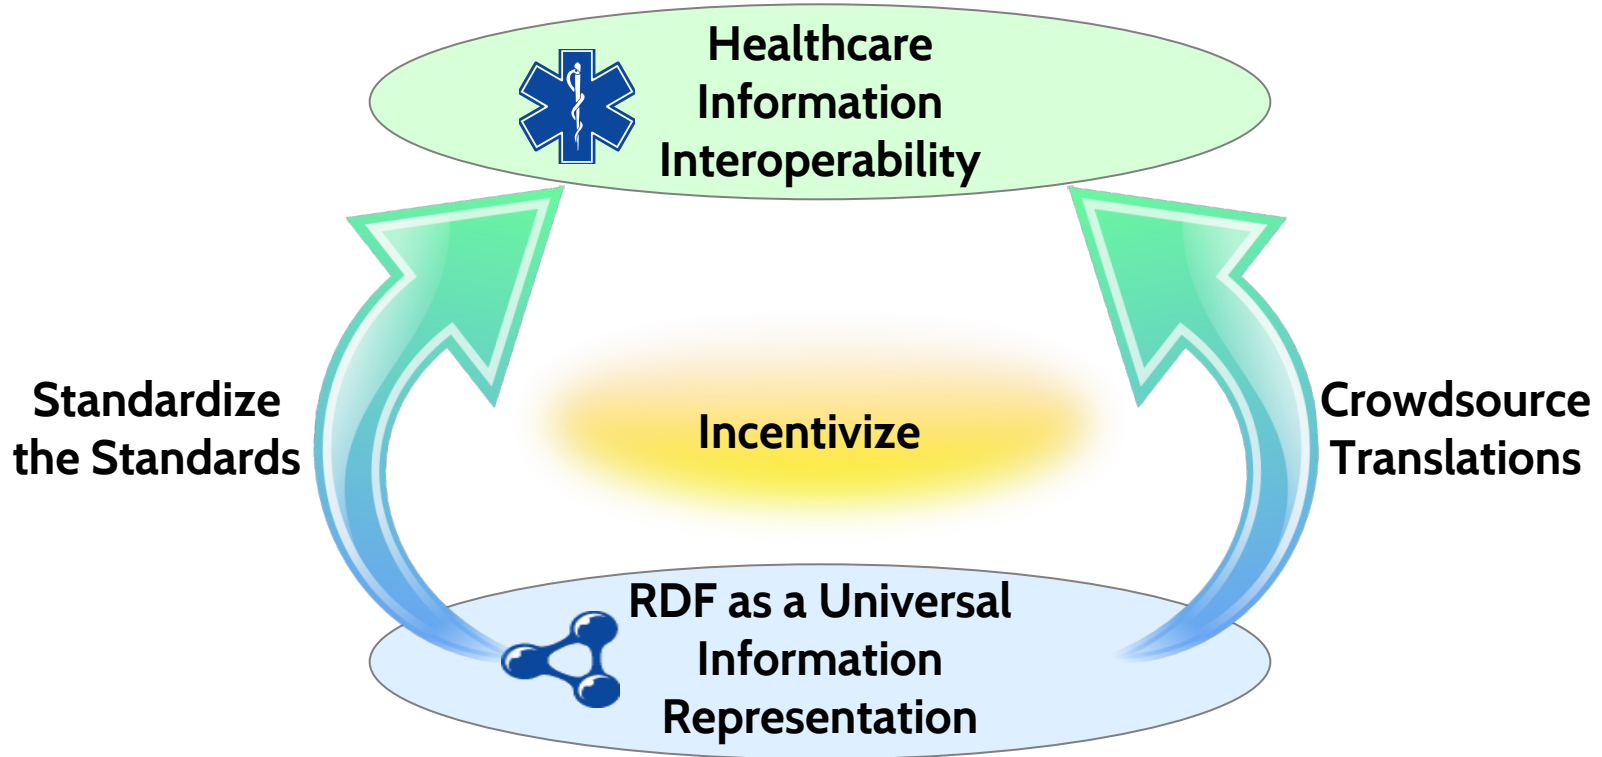 Healthcare
Information
Interoperability
Standardize
the Standards
Incentivize
Crowdsource
Translations
RDF as a Universal
Information
Representation